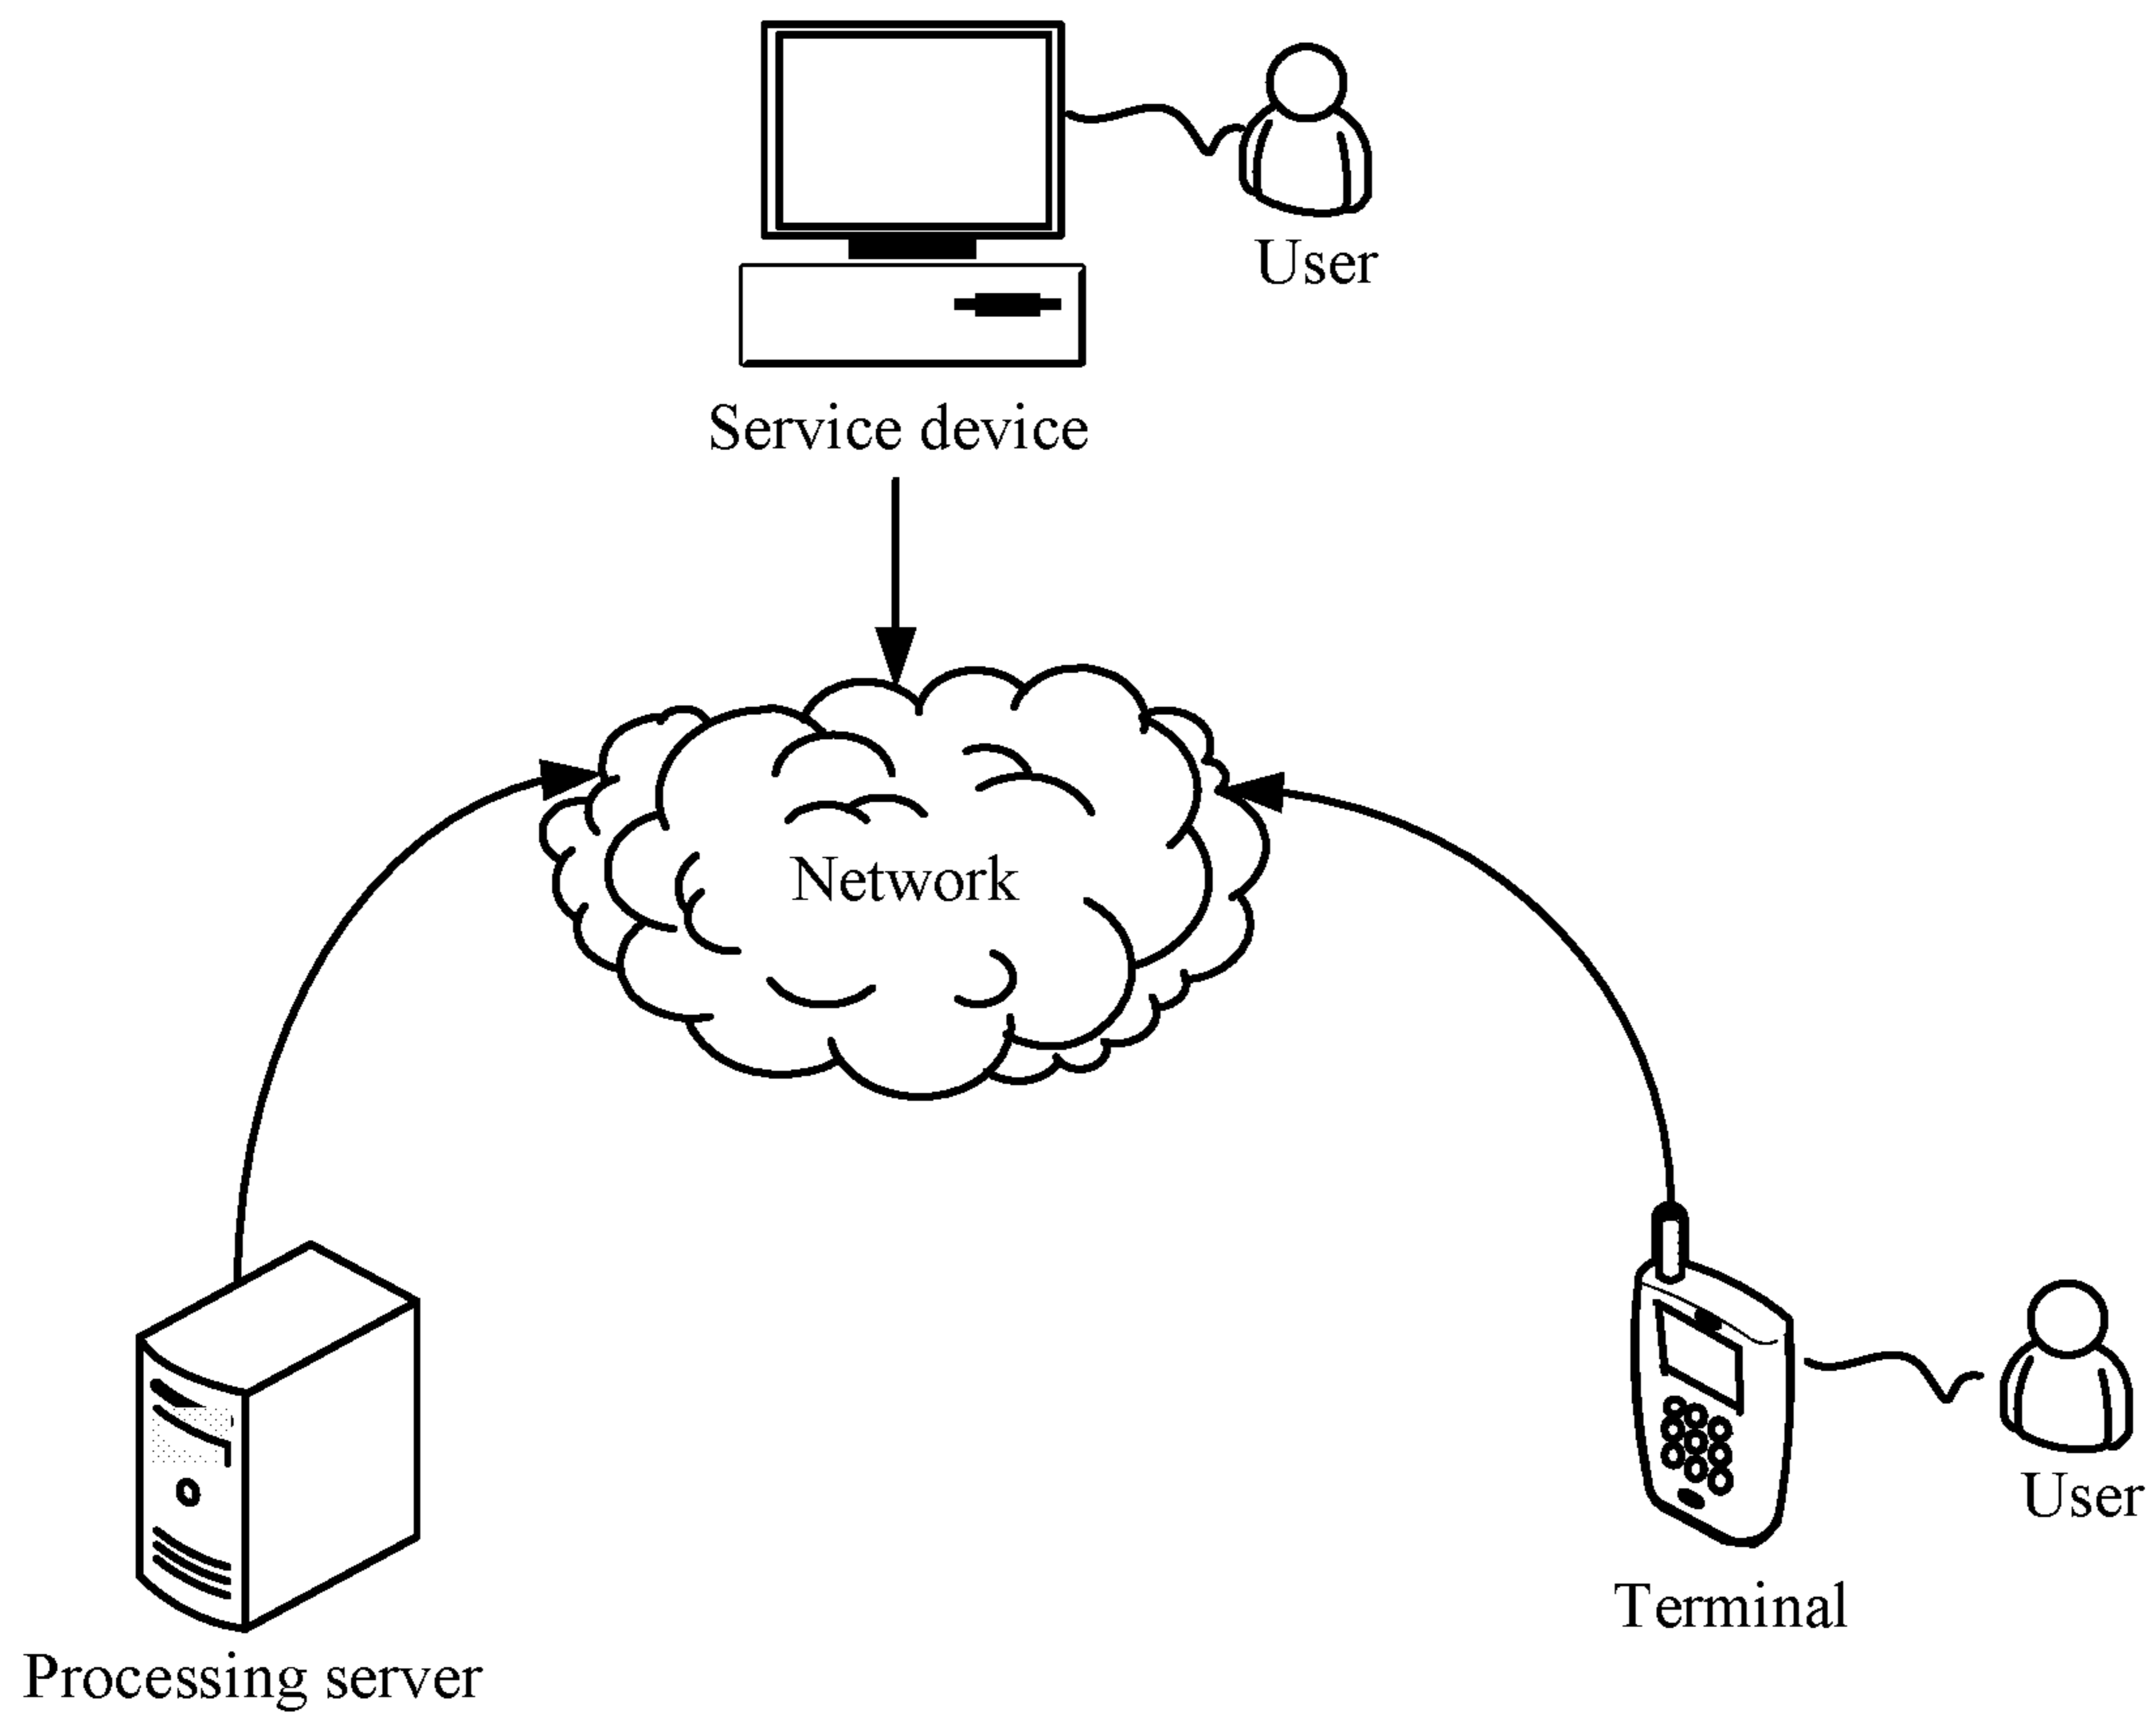 User
Service device
Network
User
Terminal
Processing server